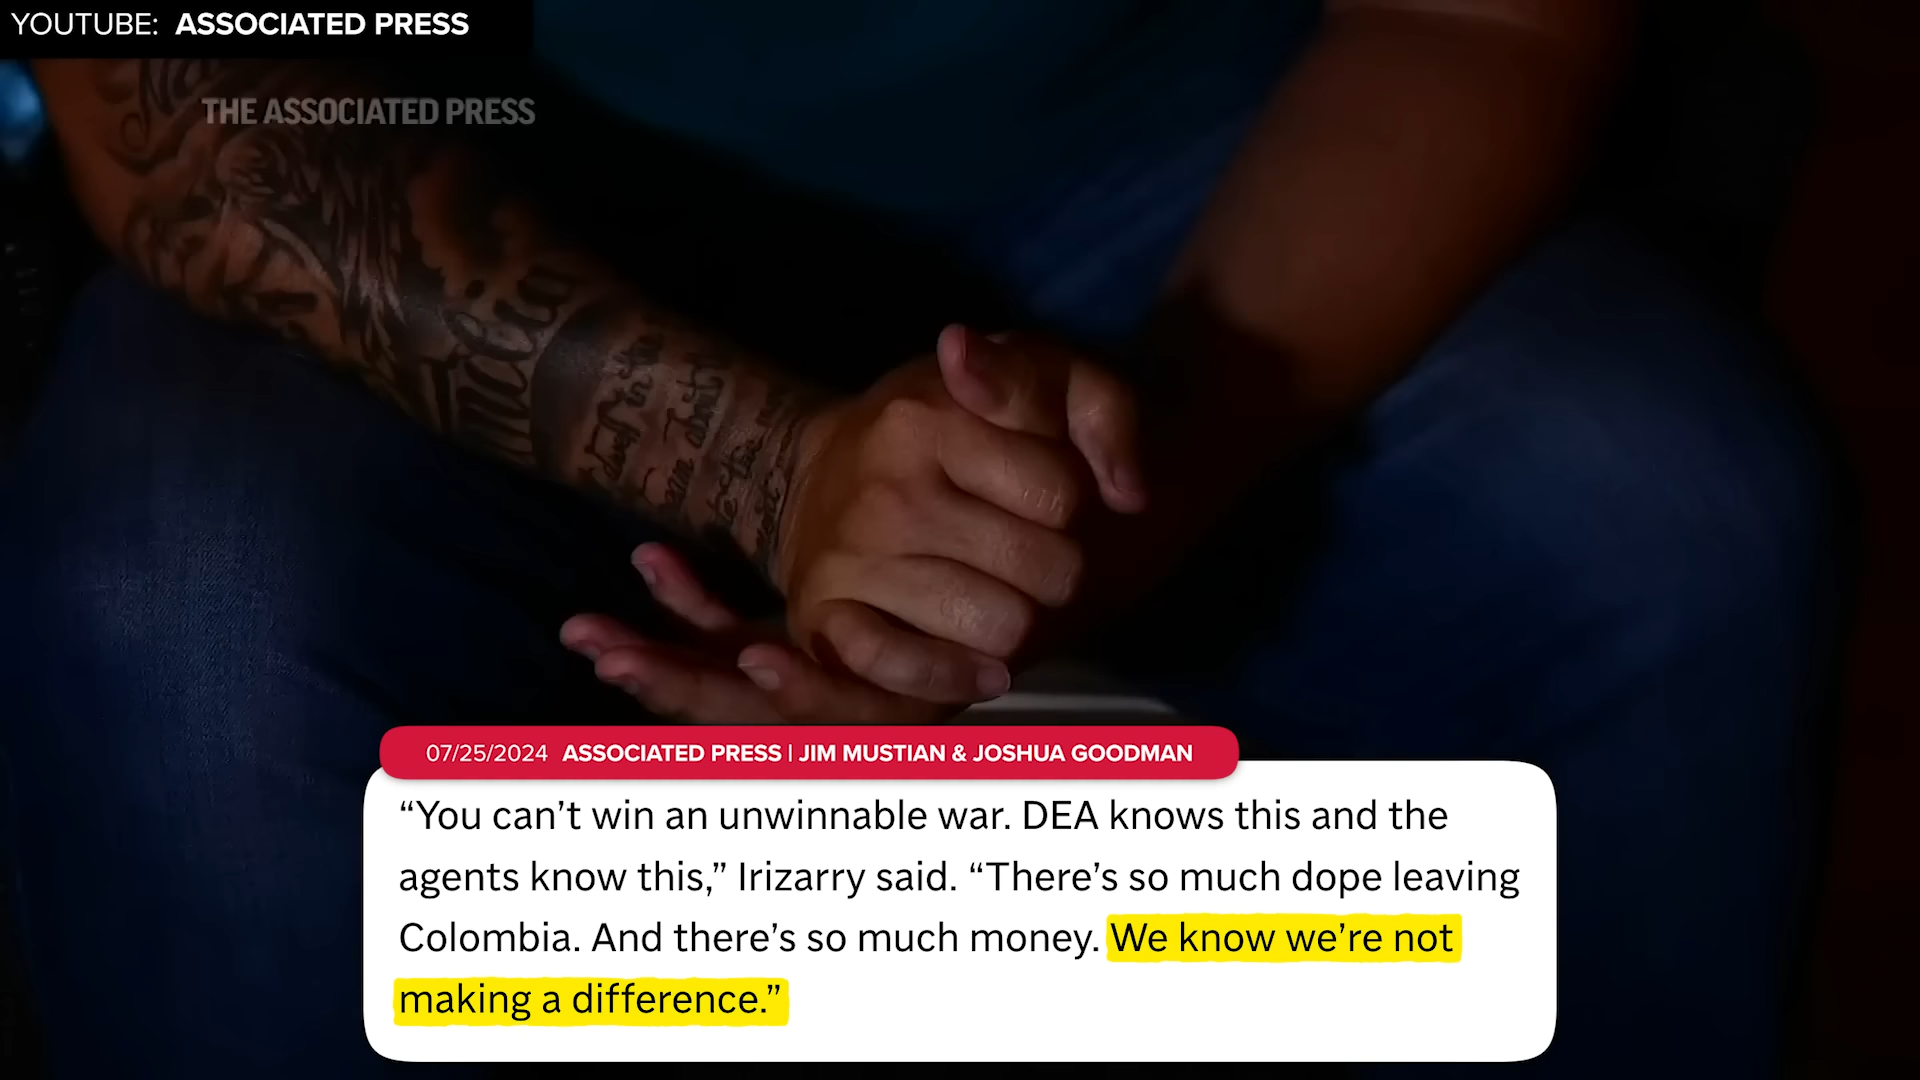 YOUTUBE: ASSOCIATED PRESS
THE ASSOCIATED PRESS
07/25/2024 ASSOCIATED PRESS | JIM MUSTIAN & JOSHUA GOODMAN
“You can’t win an unwinnable war. DEA knows this and the
agents know this,” Irizarry said. “There’s so much dope leaving
Colombia. And there’s so much money. We know we’re not
making a difference.”